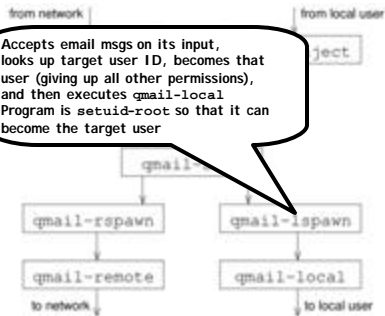 from network
from local user
Accepts email msgs on its input,
looks up target user ID, becomes that
user (giving up all other permissions),
and then executes qmail-local
Program is setuid-root so that it can
become the target user
ject
qmail-
qmail-rspawn
qmail-lspawn
qmail-remote
qmail-local
to network
to local user